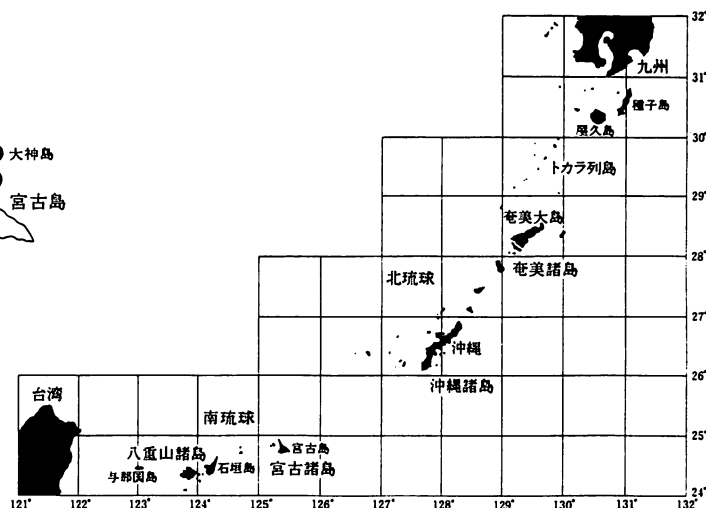 32°
九州
31°
種子島
屋久島
30°
大神島
トカラ列島
宮古島
29°
奄美大島
28°
奄美諸島
北琉球
27°
沖縄
26°
沖縄諸島
台湾
南琉球
25°
宮古島
八重山諸島
石垣島
宮古諸島
与那国島
24°
121° 122° 123° 124° 125° 126° 127° 128° 129° 130° 131° 132°